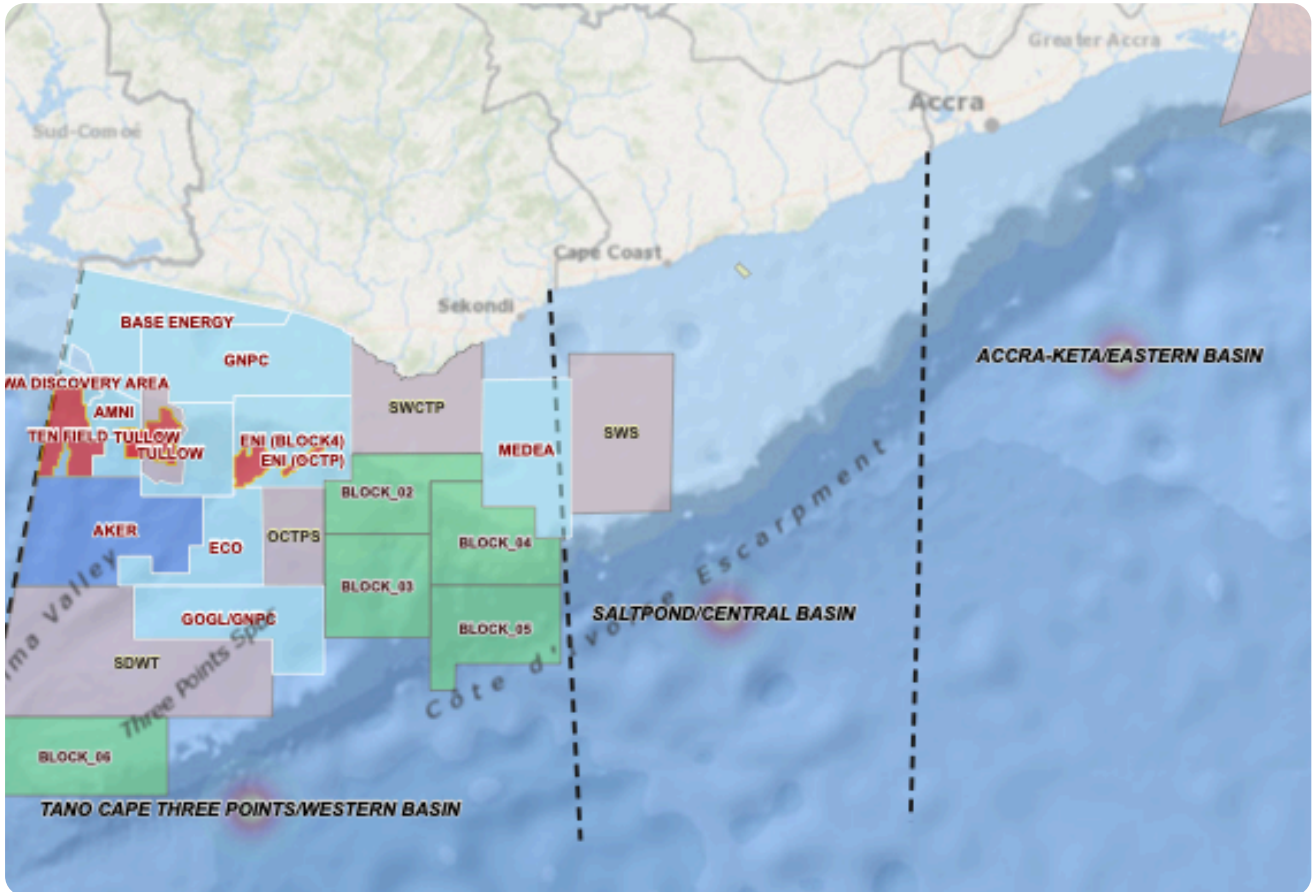 Greater Accra
Accra
Sud-Comoé
Cape Coast
Sekondi
BASE ENERGY
GNPC
ACCRA-KETA/EASTERN BASIN
WA DISCOVERY AREA
AMNI
SWCTP
TEN FIELD
TULLOW
TULLOW
ENI (BLOCK4)
ENI (OCTP)
MEDEA
SWS
BLOCK_02
AKER
ECO
OCTPS
BLOCK_04
BLOCK_03
GOGL/GNPC
BLOCK_05
SALTPOND/CENTRAL BASIN
Côte d'Ivoire Escarpment
ma Valley
Three Points Spur
SDWT
BLOCK_06
TANO CAPE THREE POINTS/WESTERN BASIN